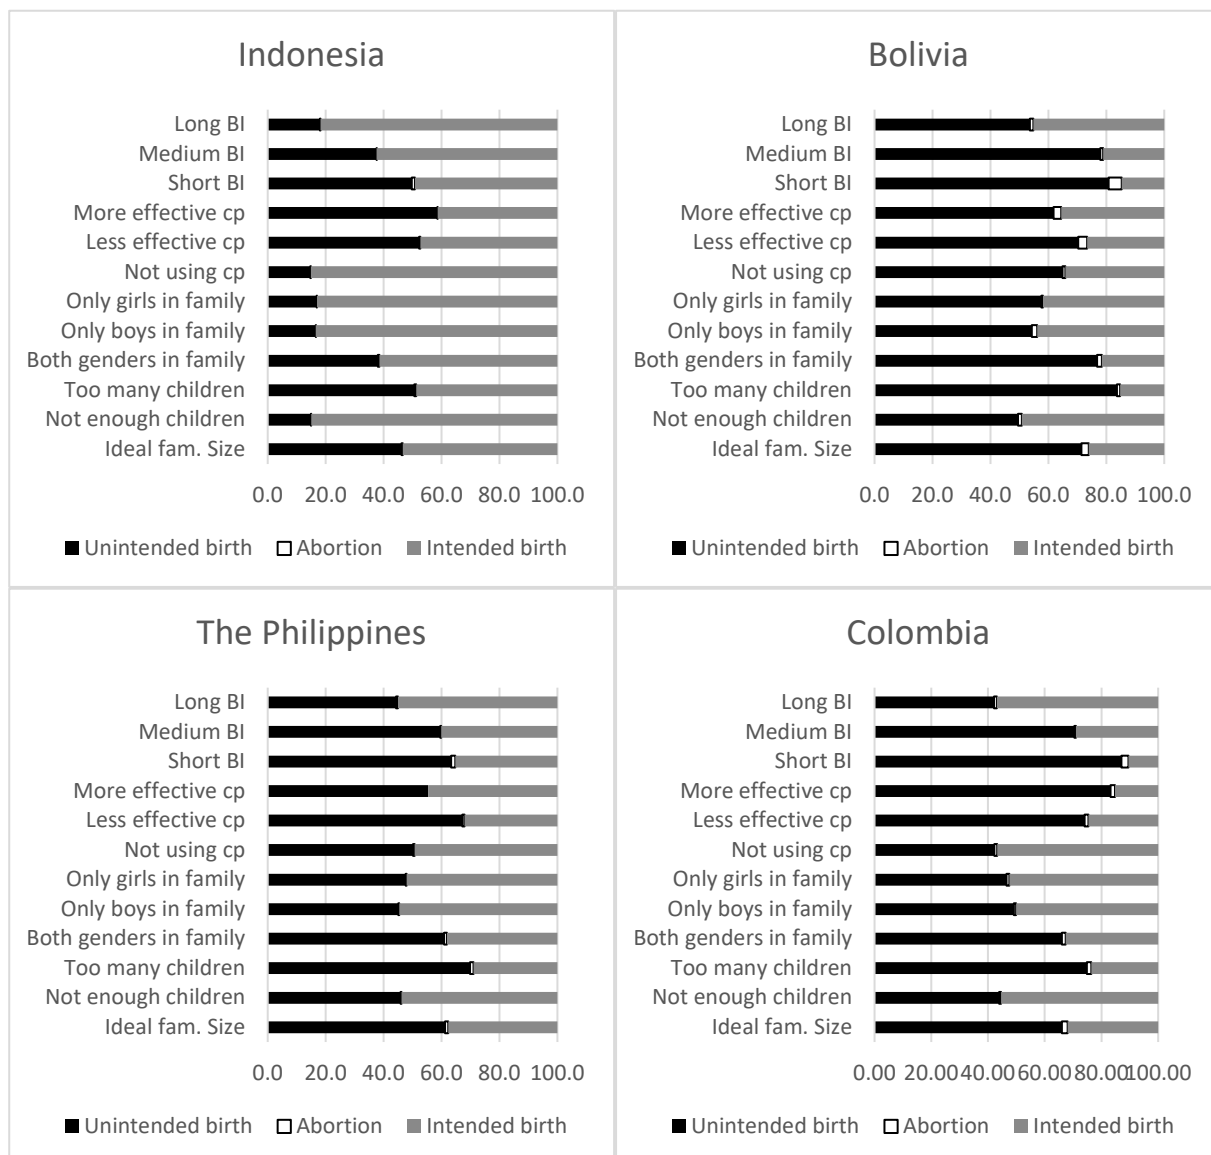 Indonesia
Long BI
Medium BI
Short BI
More effective cp
Less effective cp
Not using cp
Only girls in family
Only boys in family
Both genders in family
Too many children
Not enough children
Ideal fam. Size
0.0 20.0 40.0 60.0 80.0 100.0
Unintended birth Abortion Intended birth
Bolivia
Long BI
Medium BI
Short BI
More effective cp
Less effective cp
Not using cp
Only girls in family
Only boys in family
Both genders in family
Too many children
Not enough children
Ideal fam. Size
0.0 20.0 40.0 60.0 80.0 100.0
Unintended birth Abortion Intended birth
The Philippines
Long BI
Medium BI
Short BI
More effective cp
Less effective cp
Not using cp
Only girls in family
Only boys in family
Both genders in family
Too many children
Not enough children
Ideal fam. Size
0.0 20.0 40.0 60.0 80.0 100.0
Unintended birth Abortion Intended birth
Colombia
Long BI
Medium BI
Short BI
More effective cp
Less effective cp
Not using cp
Only girls in family
Only boys in family
Both genders in family
Too many children
Not enough children
Ideal fam. Size
0.00 20.00 40.00 60.00 80.00 100.00
Unintended birth Abortion Intended birth